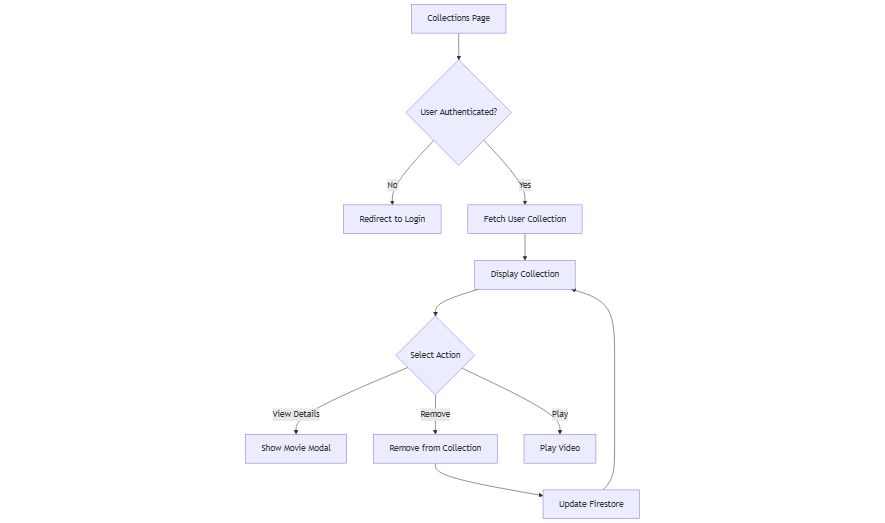 Collections Page
User Authenticated?
No
Yes
Redirect to Login
Fetch User Collection
Display Collection
Select Action
View Details
Remove
Play
Show Movie Modal
Remove from Collection
Play Video
Update Firestore